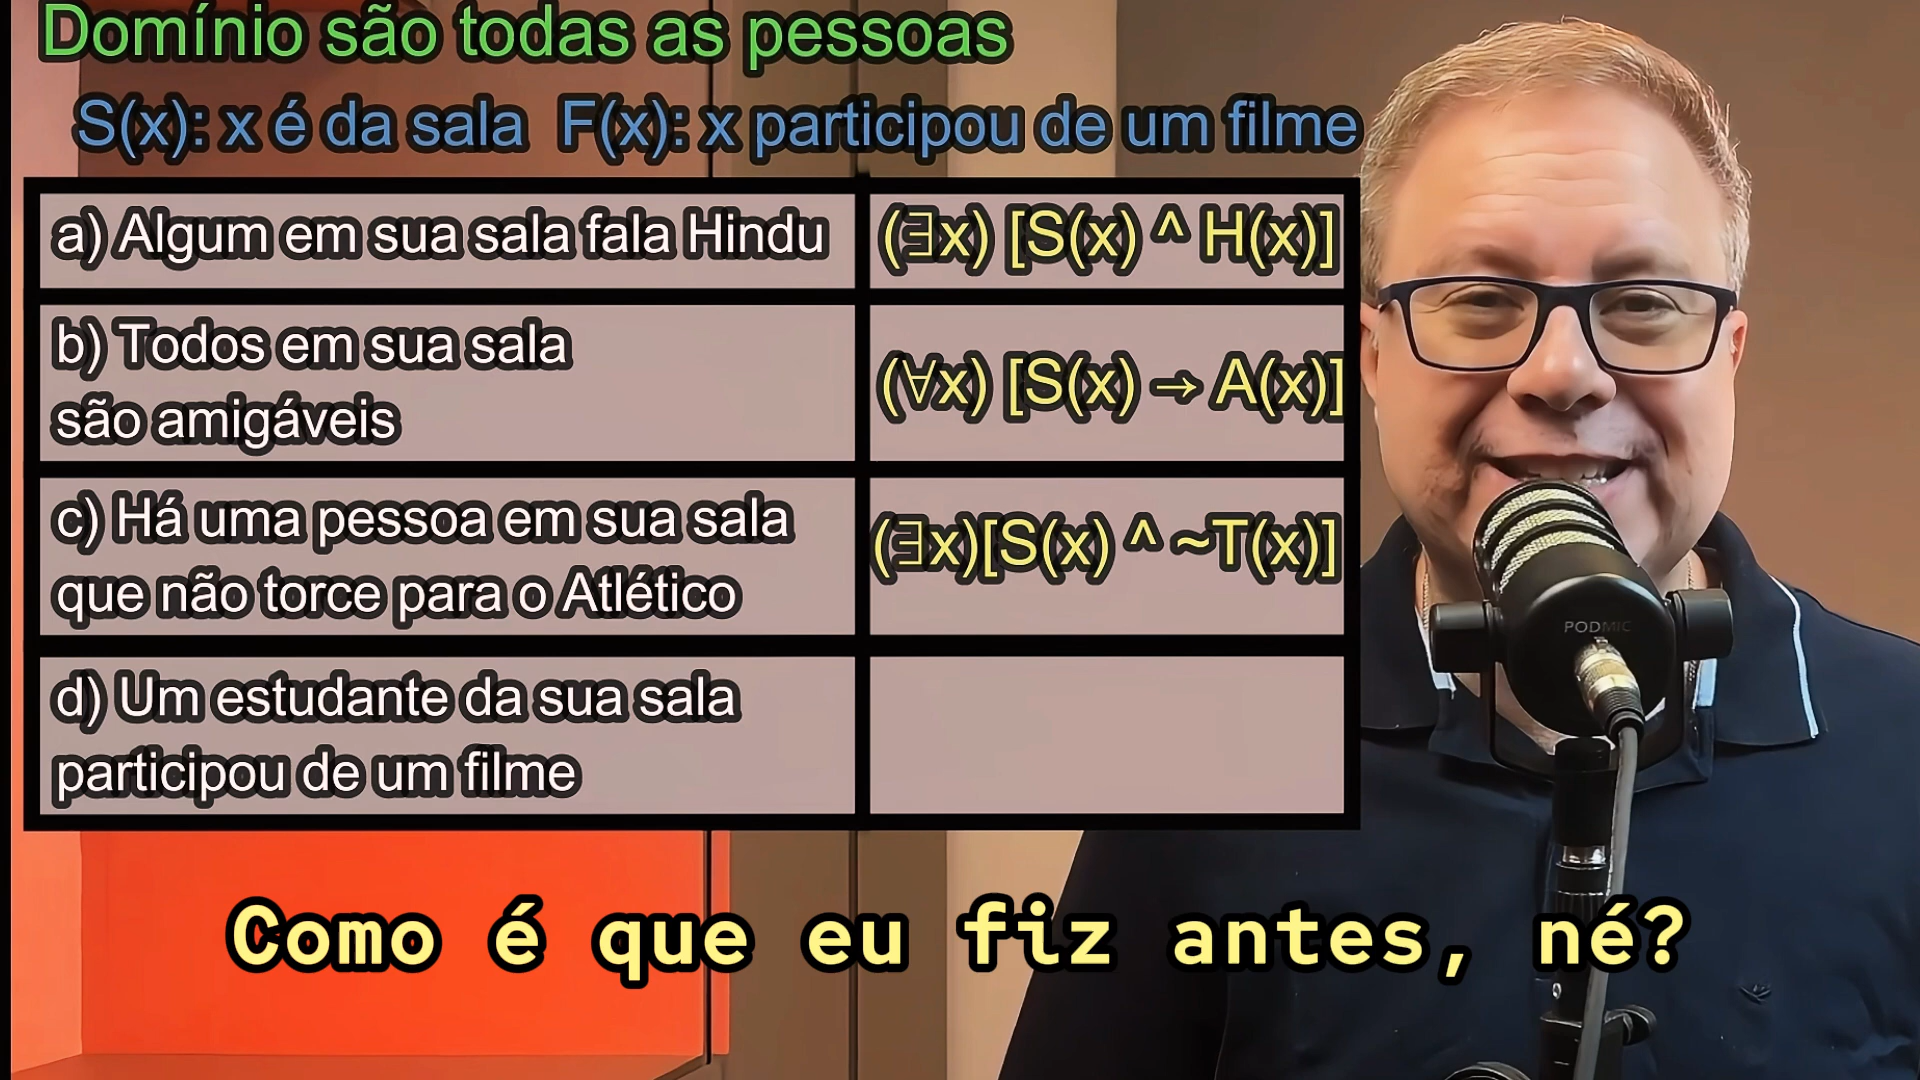 Domínio são todas as pessoas
S(x): x é da sala F(x): x participou de um filme
a) Algum em sua sala fala Hindu
(∃x) [S(x) ^ H(x)]
b) Todos em sua sala
são amigáveis
(∀x) [S(x) → A(x)]
c) Há uma pessoa em sua sala
que não torce para o Atlético
(∃x)[S(x) ^ ~T(x)]
d) Um estudante da sua sala
participou de um filme
PODMIC
Como é que eu fiz antes, né?